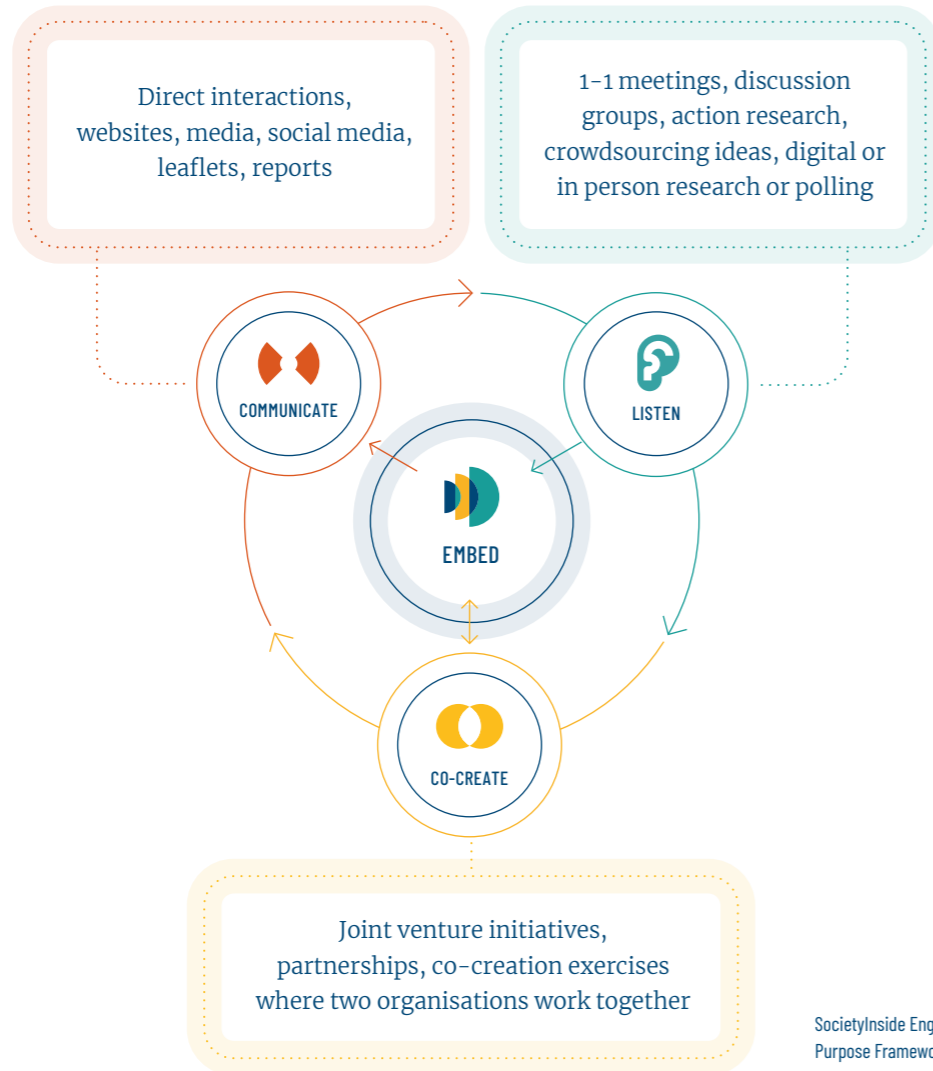 Direct interactions,
websites, media, social media,
leaflets, reports
1-1 meetings, discussion
groups, action research,
crowdsourcing ideas, digital or
in person research or polling
COMMUNICATE
LISTEN
EMBED
CO-CREATE
Joint venture initiatives,
partnerships, co-creation exercises
where two organisations work together
SocietyInside
Purpose